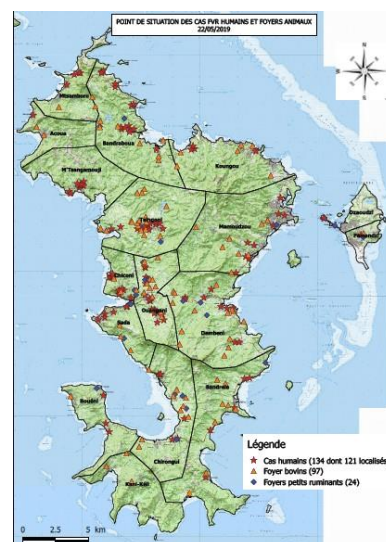 POINT DE SITUATION DES CAS FVR HUMAINS ET FOYERS ANIMAUX
22/05/2019
Mtsamboro
Acoua
Bandraboua
M'Tsangamouji
Koungou
Tsingoni
Mamoudzou
Dzaoudzi
Pamandzi
Chiconi
Ouangani
Sada
Dembeni
Bandrele
Bouéni
Chirongui
Kani-Kéli
Légende
Cas humains (134 dont 121 localisés
Foyer bovins (97)
Foyers petits ruminants (24)
0 2.5 5 km